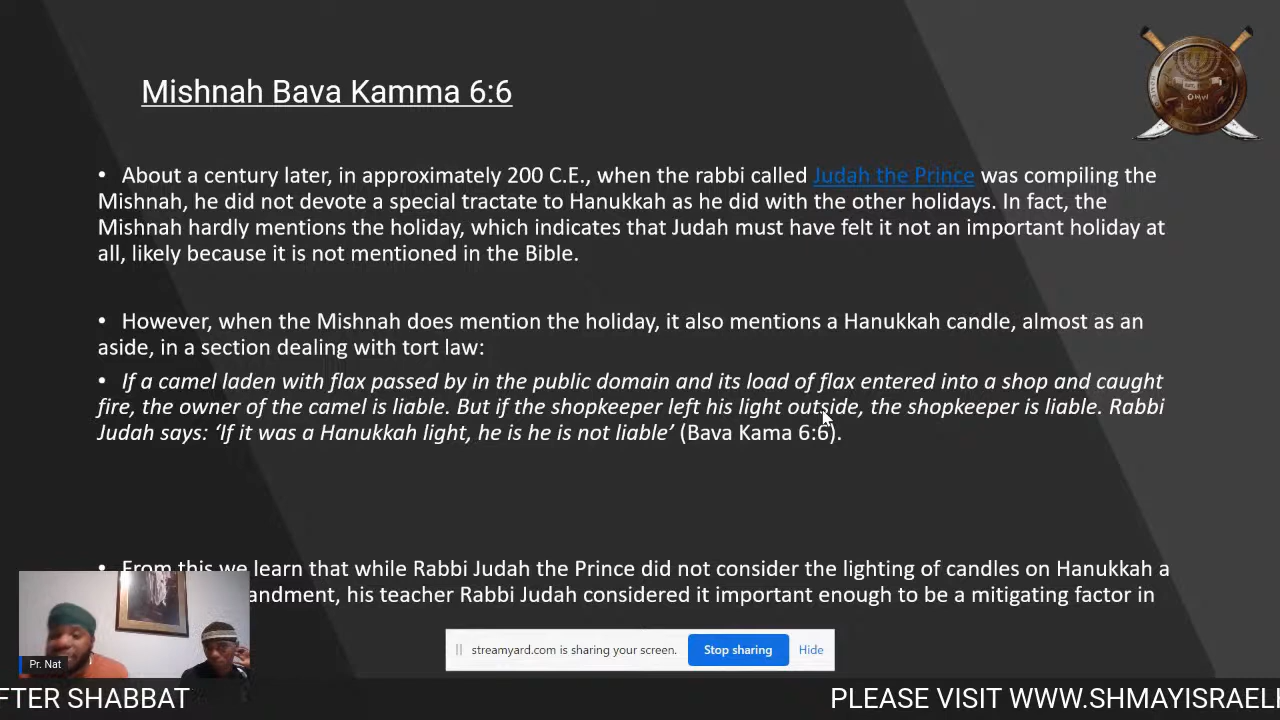 Mishnah Bava Kamma 6:6
• About a century later, in approximately 200 C.E., when the rabbi called Judah the Prince was compiling the
Mishnah, he did not devote a special tractate to Hanukkah as he did with the other holidays. In fact, the
Mishnah hardly mentions the holiday, which indicates that Judah must have felt it not an important holiday at
all, likely because it is not mentioned in the Bible.
• However, when the Mishnah does mention the holiday, it also mentions a Hanukkah candle, almost as an
aside, in a section dealing with tort law:
• If a camel laden with flax passed by in the public domain and its load of flax entered into a shop and caught
fire, the owner of the camel is liable. But if the shopkeeper left his light outside, the shopkeeper is liable. Rabbi
Judah says: ‘If it was a Hanukkah light, he is he is not liable’ (Bava Kama 6:6).
• From this we learn that while Rabbi Judah the Prince did not consider the lighting of candles on Hanukkah a
andment, his teacher Rabbi Judah considered it important enough to be a mitigating factor in
streamyard.com is sharing your screen. Stop sharing Hide
Pr. Nat
FTER SHABBAT PLEASE VISIT WWW.SHMAYISRAEL